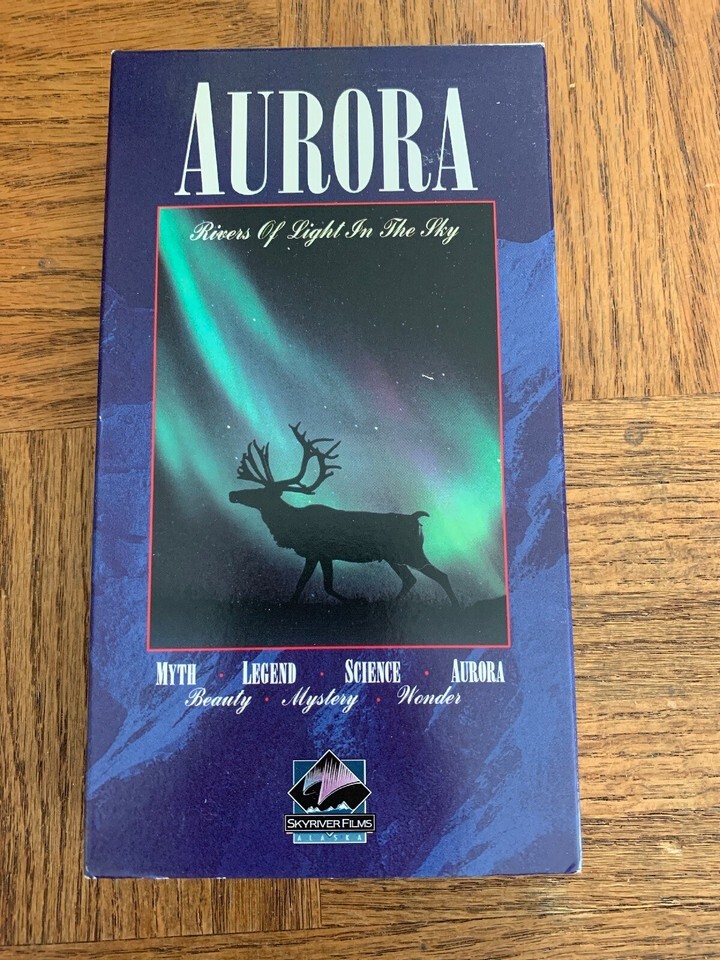 AURORA
Rivers Of Light In The Sky
MYTH · LEGEND · SCIENCE · AURORA
Beauty · Mystery · Wonder
SKYRIVER FILMS
ALASKA